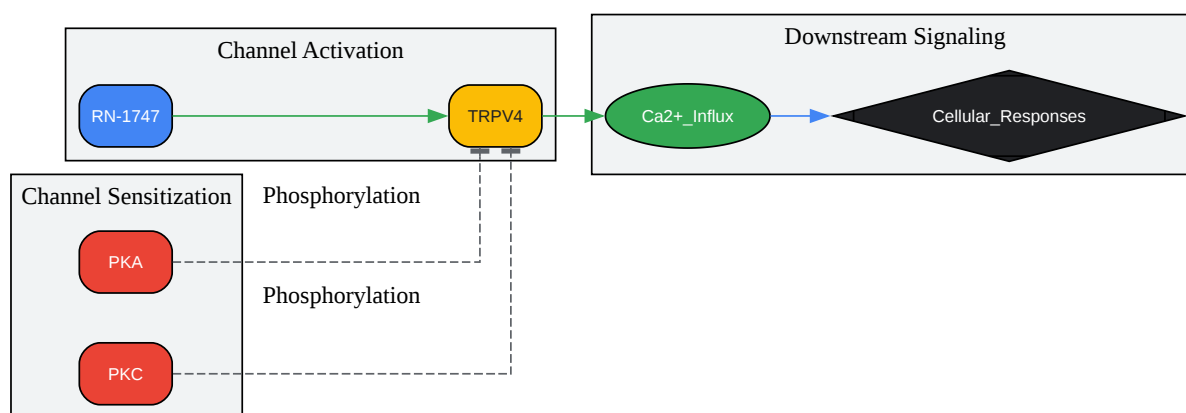 Channel Activation
RN-1747
TRPV4
Downstream Signaling
Ca2+_Influx
Cellular_Responses
Channel Sensitization
PKA
PKC
Phosphorylation
Phosphorylation